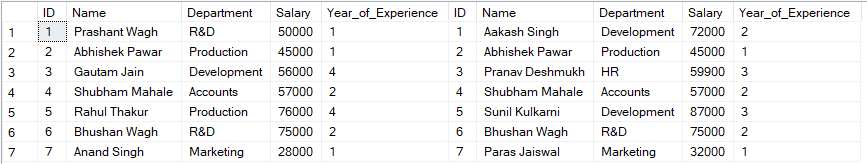 ID Name Department Salary Year_of_Experience ID Name Department Salary Year_of_Experience
1 1 Prashant Wagh R&D 50000 1 1 Aakash Singh Development 72000 2
2 2 Abhishek Pawar Production 45000 1 2 Abhishek Pawar Production 45000 1
3 3 Gautam Jain Development 56000 4 3 Pranav Deshmukh HR 59900 3
4 4 Shubham Mahale Accounts 57000 2 4 Shubham Mahale Accounts 57000 2
5 5 Rahul Thakur Production 76000 4 5 Sunil Kulkarni Development 87000 3
6 6 Bhushan Wagh R&D 75000 2 6 Bhushan Wagh R&D 75000 2
7 7 Anand Singh Marketing 28000 1 7 Paras Jaiswal Marketing 32000 1